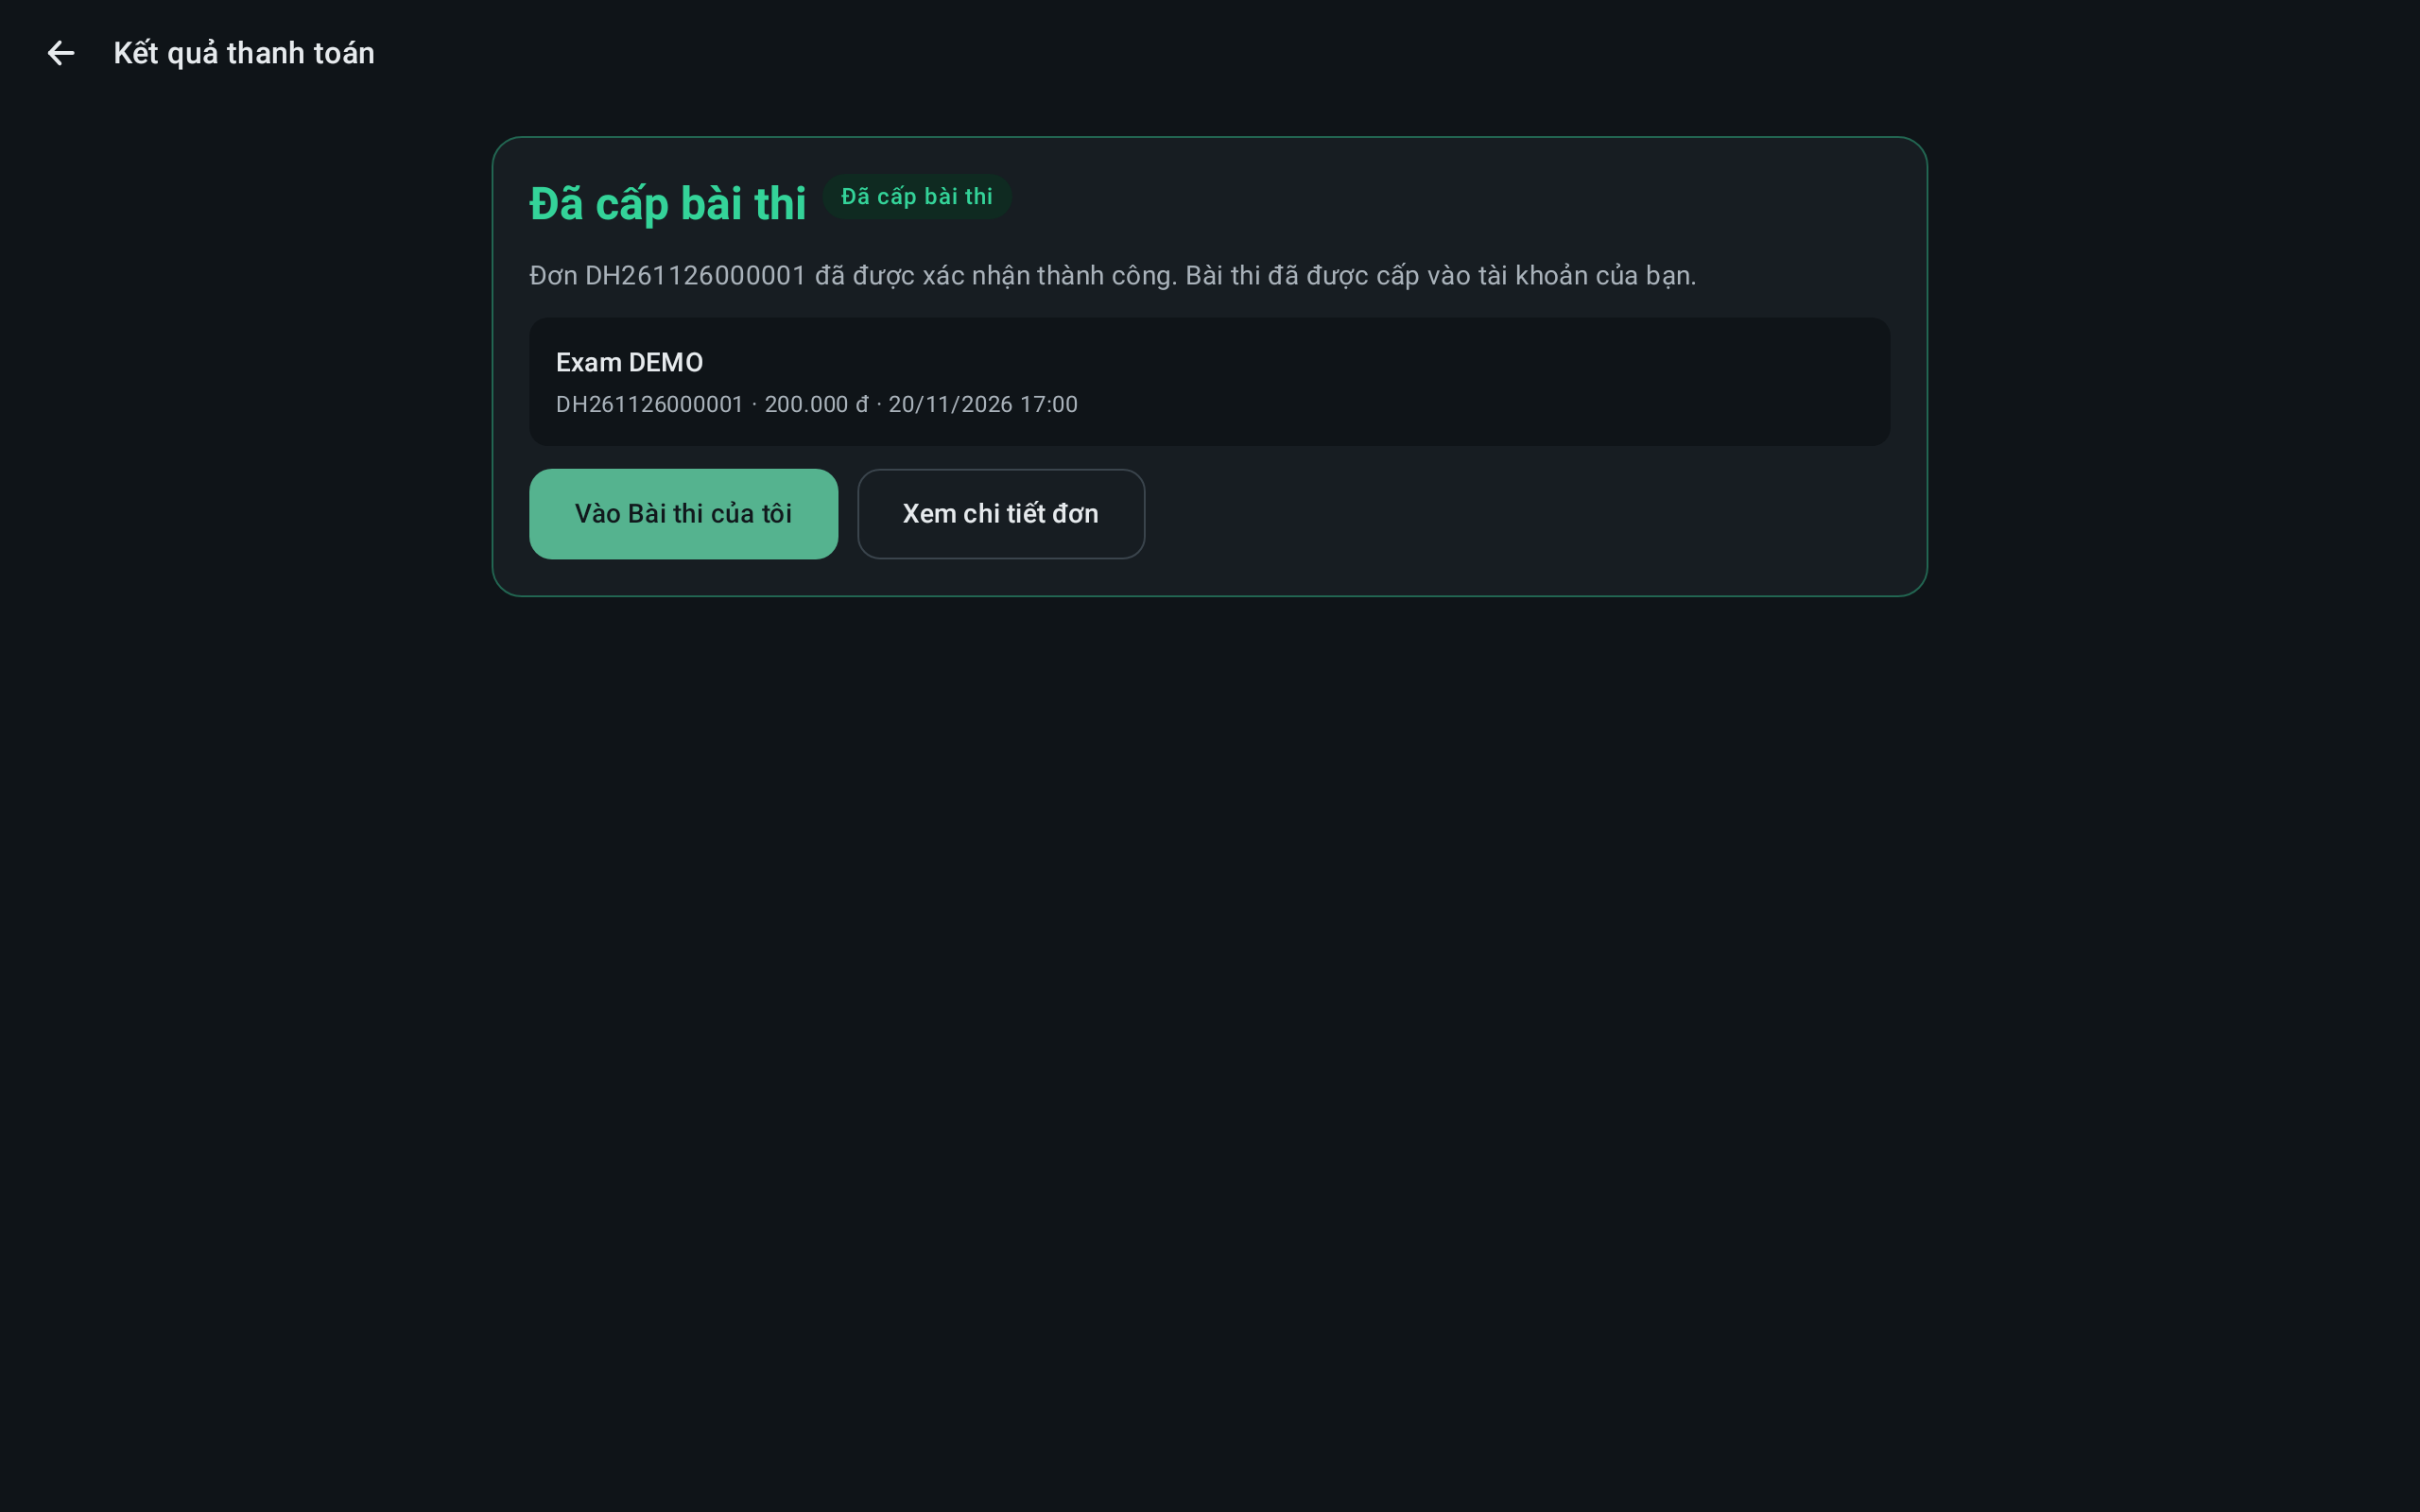 Kết quả thanh toán
Đã cấp bài thi
Đã cấp bài thi
Đơn DH261126000001 đã được xác nhận thành công. Bài thi đã được cấp vào tài khoản của bạn.
Exam DEMO
DH261126000001 · 200.000 đ · 20/11/2026 17:00
Vào Bài thi của tôi
Xem chi tiết đơn